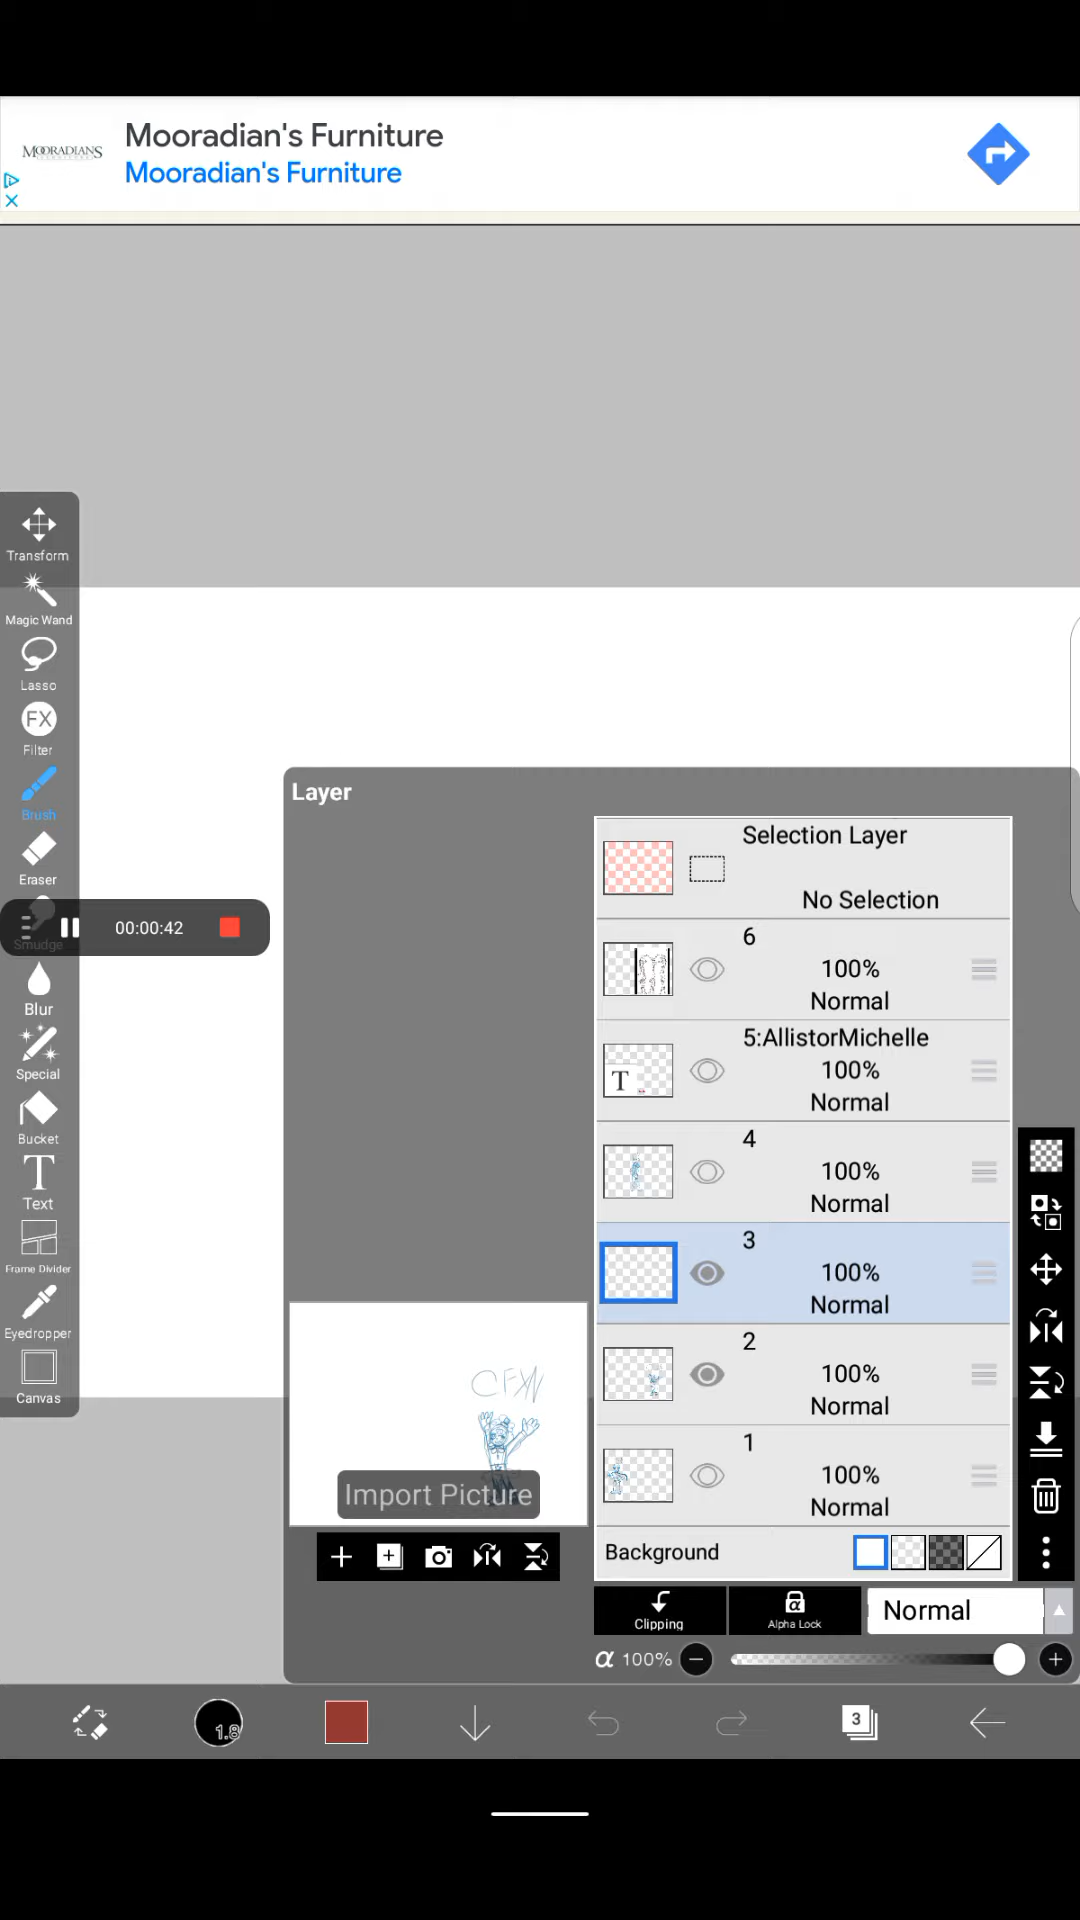 MOORADIANS
Mooradian's Furniture
Mooradian's Furniture
Transform
Magic Wand
Lasso
FX
Filter
Brush
Eraser
00:00:42
Smudge
Blur
Special
Bucket
T
Text
Frame Divider
Eyedropper
Canvas
Layer
Selection Layer
No Selection
6
100%
Normal
5:AllistorMichelle
T
100%
Normal
4
100%
Normal
3
100%
Normal
2
100%
Normal
1
100%
Normal
Import Picture
Background
Clipping
α
Alpha Lock
Normal
α 100%
1.8
3